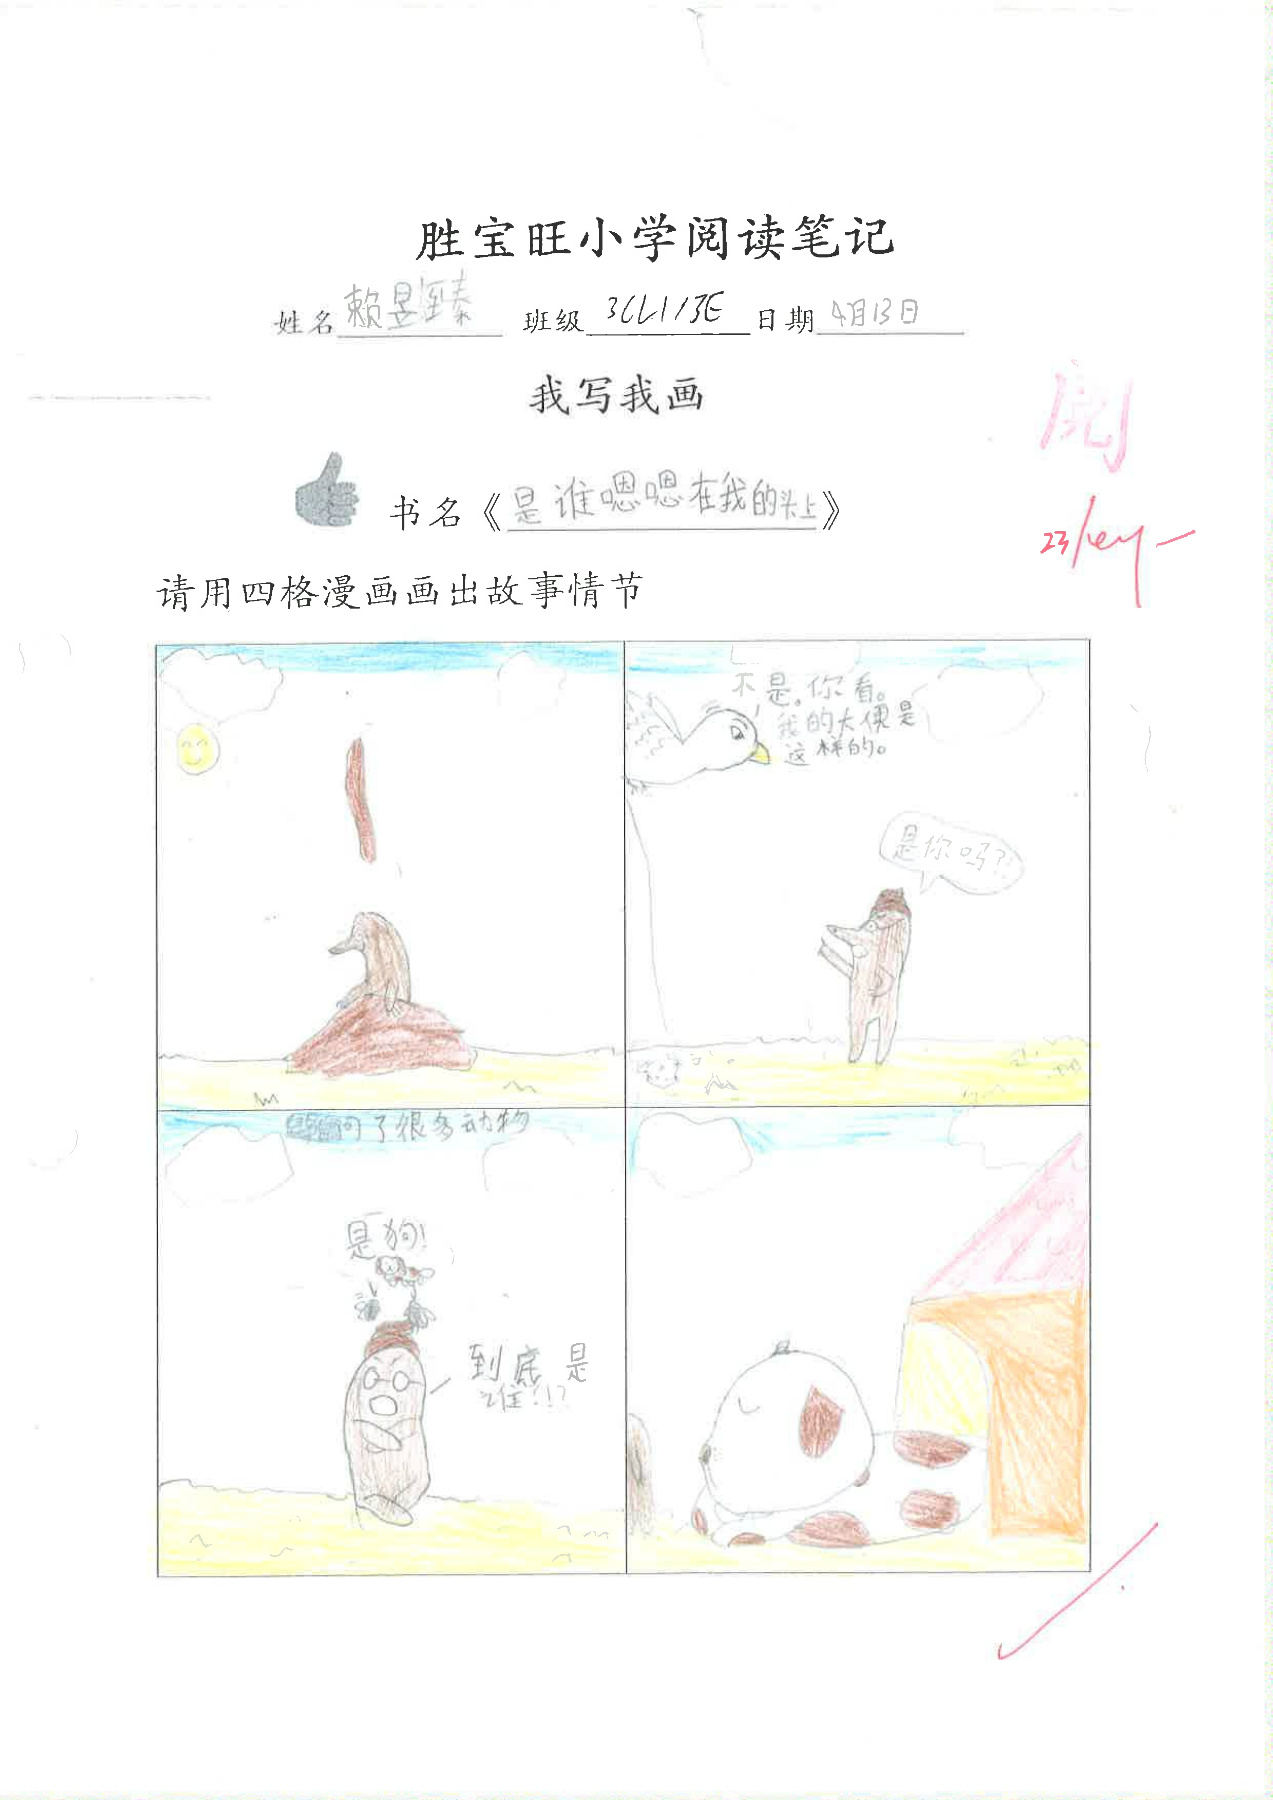 胜宝旺小学阅读笔记
姓名 赖昱臻 班级 3CL1/3E 日期 4月13日
我写我画
书名《是谁嗯嗯在我的头上》
请用四格漫画画出故事情节
不是。你看。
我的大便是
这样的。
是你吗?!
问了很多动物
是狗!
到底是
谁?!!?